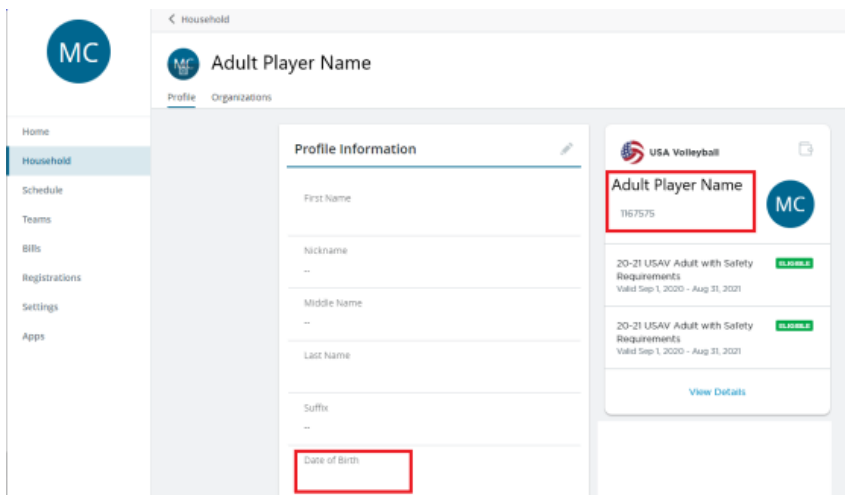 MC
Home
Household
Schedule
Teams
Bills
Registrations
Settings
Apps
Household
MC
Adult Player Name
Profile Organizations
Profile Information
First Name
Nickname
--
Middle Name
--
Last Name
Suffix
--
Date of Birth
USA Volleyball
Adult Player Name
1167575
MC
20-21 USAV Adult with Safety ELIGIBLE
Requirements
Valid Sep 1, 2020 - Aug 31, 2021
20-21 USAV Adult with Safety ELIGIBLE
Requirements
Valid Sep 1, 2020 - Aug 31, 2021
View Details